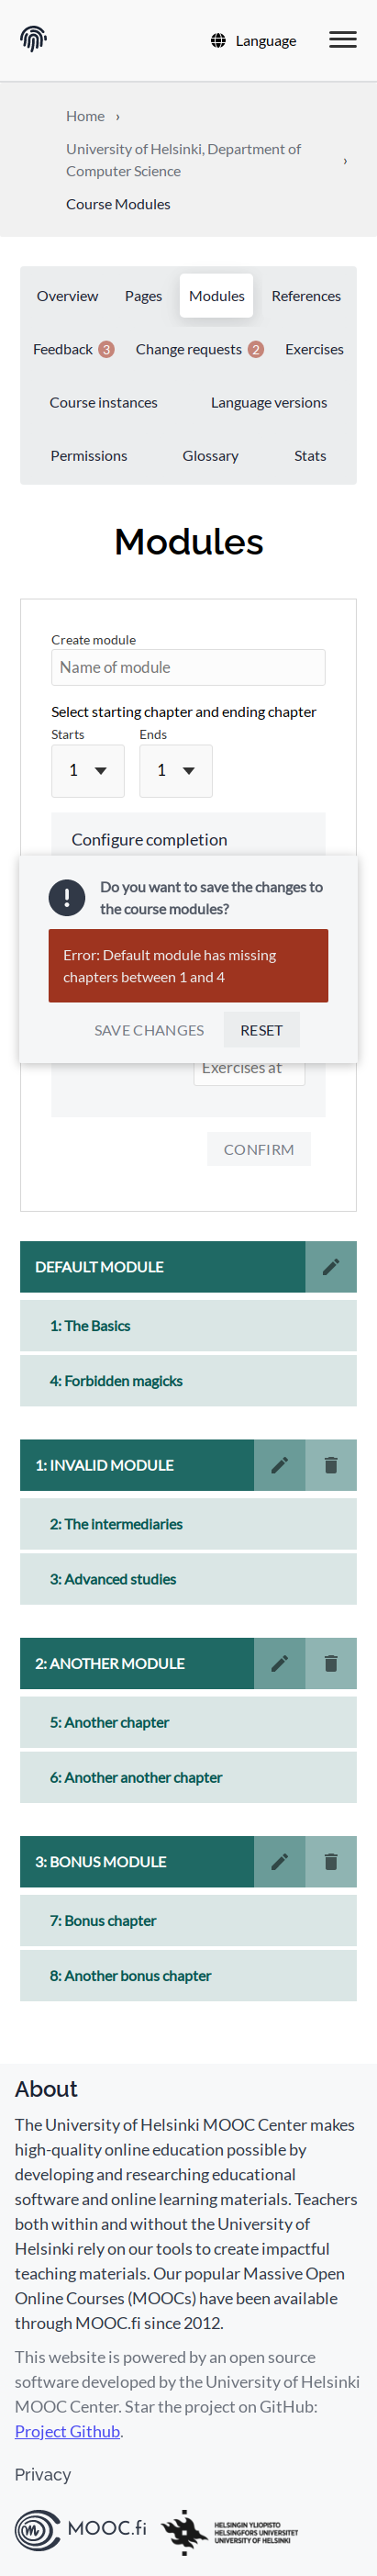 Language
Home ›
University of Helsinki, Department of
Computer Science ›
Course Modules
Overview Pages Modules References
Feedback 3 Change requests 2 Exercises
Course instances Language versions
Permissions Glossary Stats
Modules
Create module
Name of module
Select starting chapter and ending chapter
Starts Ends
1 1
Configure completion
Do you want to save the changes to
the course modules?
Error: Default module has missing
chapters between 1 and 4
SAVE CHANGES RESET
Exercises at
CONFIRM
DEFAULT MODULE
1: The Basics
4: Forbidden magicks
1: INVALID MODULE
2: The intermediaries
3: Advanced studies
2: ANOTHER MODULE
5: Another chapter
6: Another another chapter
3: BONUS MODULE
7: Bonus chapter
8: Another bonus chapter
About
The University of Helsinki MOOC Center makes
high-quality online education possible by
developing and researching educational
software and online learning materials. Teachers
both within and without the University of
Helsinki rely on our tools to create impactful
teaching materials. Our popular Massive Open
Online Courses (MOOCs) have been available
through MOOC.fi since 2012.
This website is powered by an open source
software developed by the University of Helsinki
MOOC Center. Star the project on GitHub:
Project Github.
Privacy
MOOC.fi
HELSINGIN YLIOPISTO
HELSINGFORS UNIVERSITET
UNIVERSITY OF HELSINKI